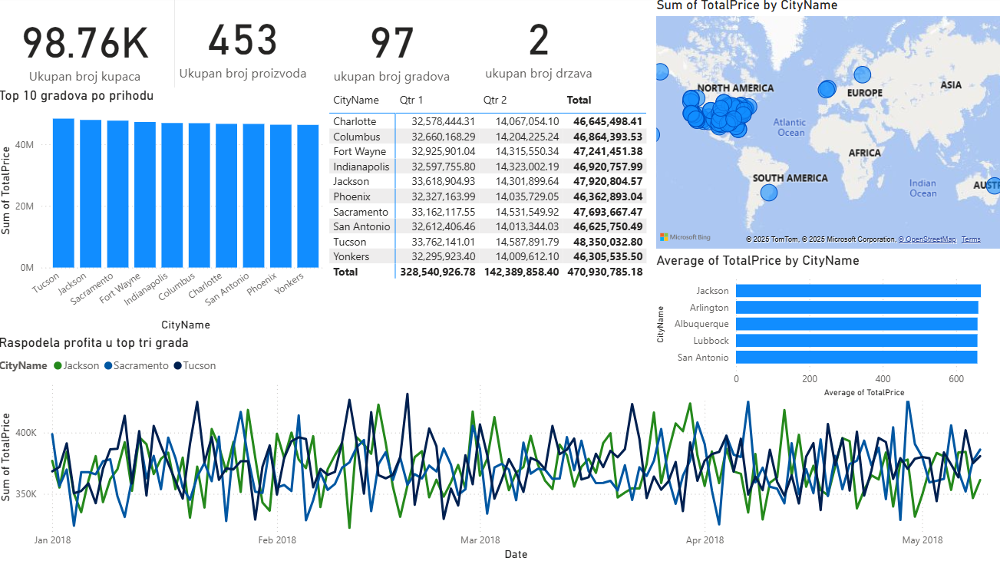 98.76K
Ukupan broj kupaca
453
Ukupan broj proizvoda
97
ukupan broj gradova
2
ukupan broj drzava
Sum of TotalPrice by CityName
NORTH AMERICA
EUROPE
ASIA
Atlantic
Ocean
AFRICA
SOUTH AMERICA
Indian
Ocean
AUST
Microsoft Bing
© 2025 TomTom, © 2025 Microsoft Corporation, © OpenStreetMap Terms
Top 10 gradova po prihodu
Sum of TotalPrice
40M
20M
0M
Tucson
Jackson
Sacramento
Fort Wayne
Indianapolis
Columbus
Charlotte
San Antonio
Phoenix
Yonkers
CityName
CityName Qtr 1 Qtr 2 Total
Charlotte 32,578,444.31 14,067,054.10 46,645,498.41
Columbus 32,660,168.29 14,204,225.24 46,864,393.53
Fort Wayne 32,925,901.04 14,315,550.34 47,241,451.38
Indianapolis 32,597,755.80 14,323,002.19 46,920,757.99
Jackson 33,618,904.93 14,301,899.64 47,920,804.57
Phoenix 32,327,163.99 14,035,729.05 46,362,893.04
Sacramento 33,162,117.55 14,531,549.92 47,693,667.47
San Antonio 32,612,406.46 14,013,344.03 46,625,750.49
Tucson 33,762,141.01 14,587,891.79 48,350,032.80
Yonkers 32,295,923.40 14,009,612.10 46,305,535.50
Total 328,540,926.78 142,389,858.40 470,930,785.18
Average of TotalPrice by CityName
CityName
Jackson
Arlington
Albuquerque
Lubbock
San Antonio
0 200 400 600
Average of TotalPrice
Raspodela profita u top tri grada
CityName Jackson Sacramento Tucson
Sum of TotalPrice
400K
350K
Jan 2018 Feb 2018 Mar 2018 Apr 2018 May 2018
Date